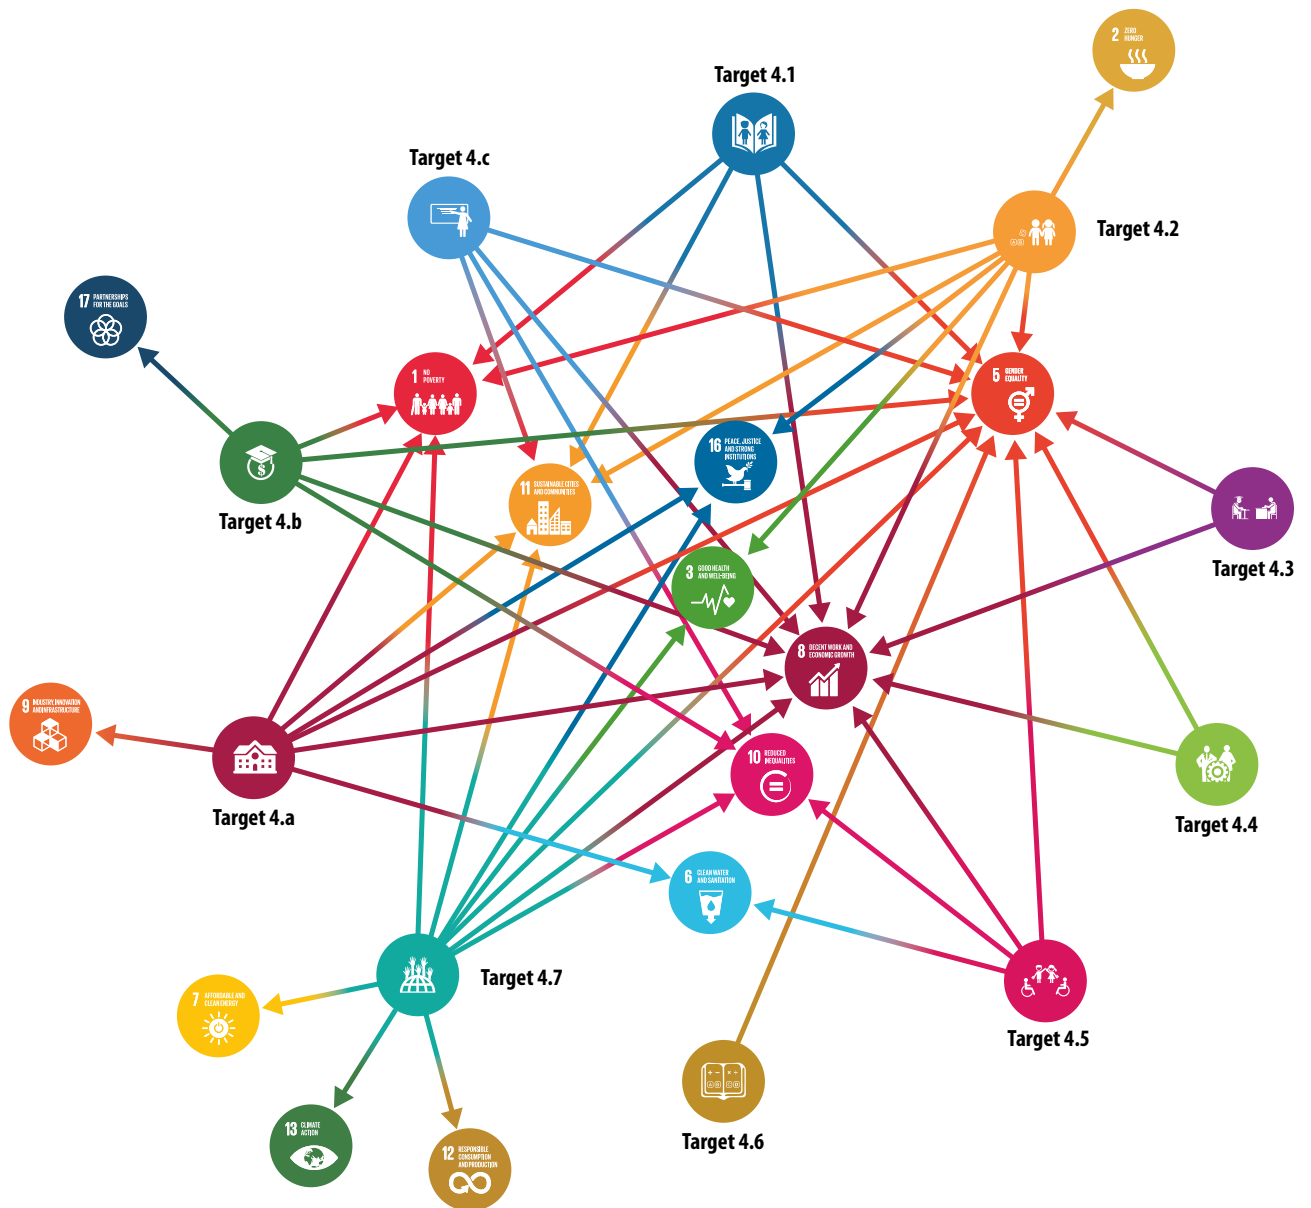 2 ZERO
HUNGER
Target 4.1
Target 4.c
Target 4.2
17 PARTNERSHIPS
FOR THE GOALS
1 NO
POVERTY
5 GENDER
EQUALITY
16 PEACE, JUSTICE
AND STRONG
INSTITUTIONS
11 SUSTAINABLE CITIES
AND COMMUNITIES
Target 4.b
Target 4.3
3 GOOD HEALTH
AND WELL-BEING
8 DECENT WORK AND
ECONOMIC GROWTH
9 INDUSTRY, INNOVATION
AND INFRASTRUCTURE
10 REDUCED
INEQUALITIES
Target 4.a
Target 4.4
6 CLEAN WATER
AND SANITATION
Target 4.7
7 AFFORDABLE AND
CLEAN ENERGY
Target 4.5
13 CLIMATE
ACTION
12 RESPONSIBLE
CONSUMPTION
AND PRODUCTION
Target 4.6